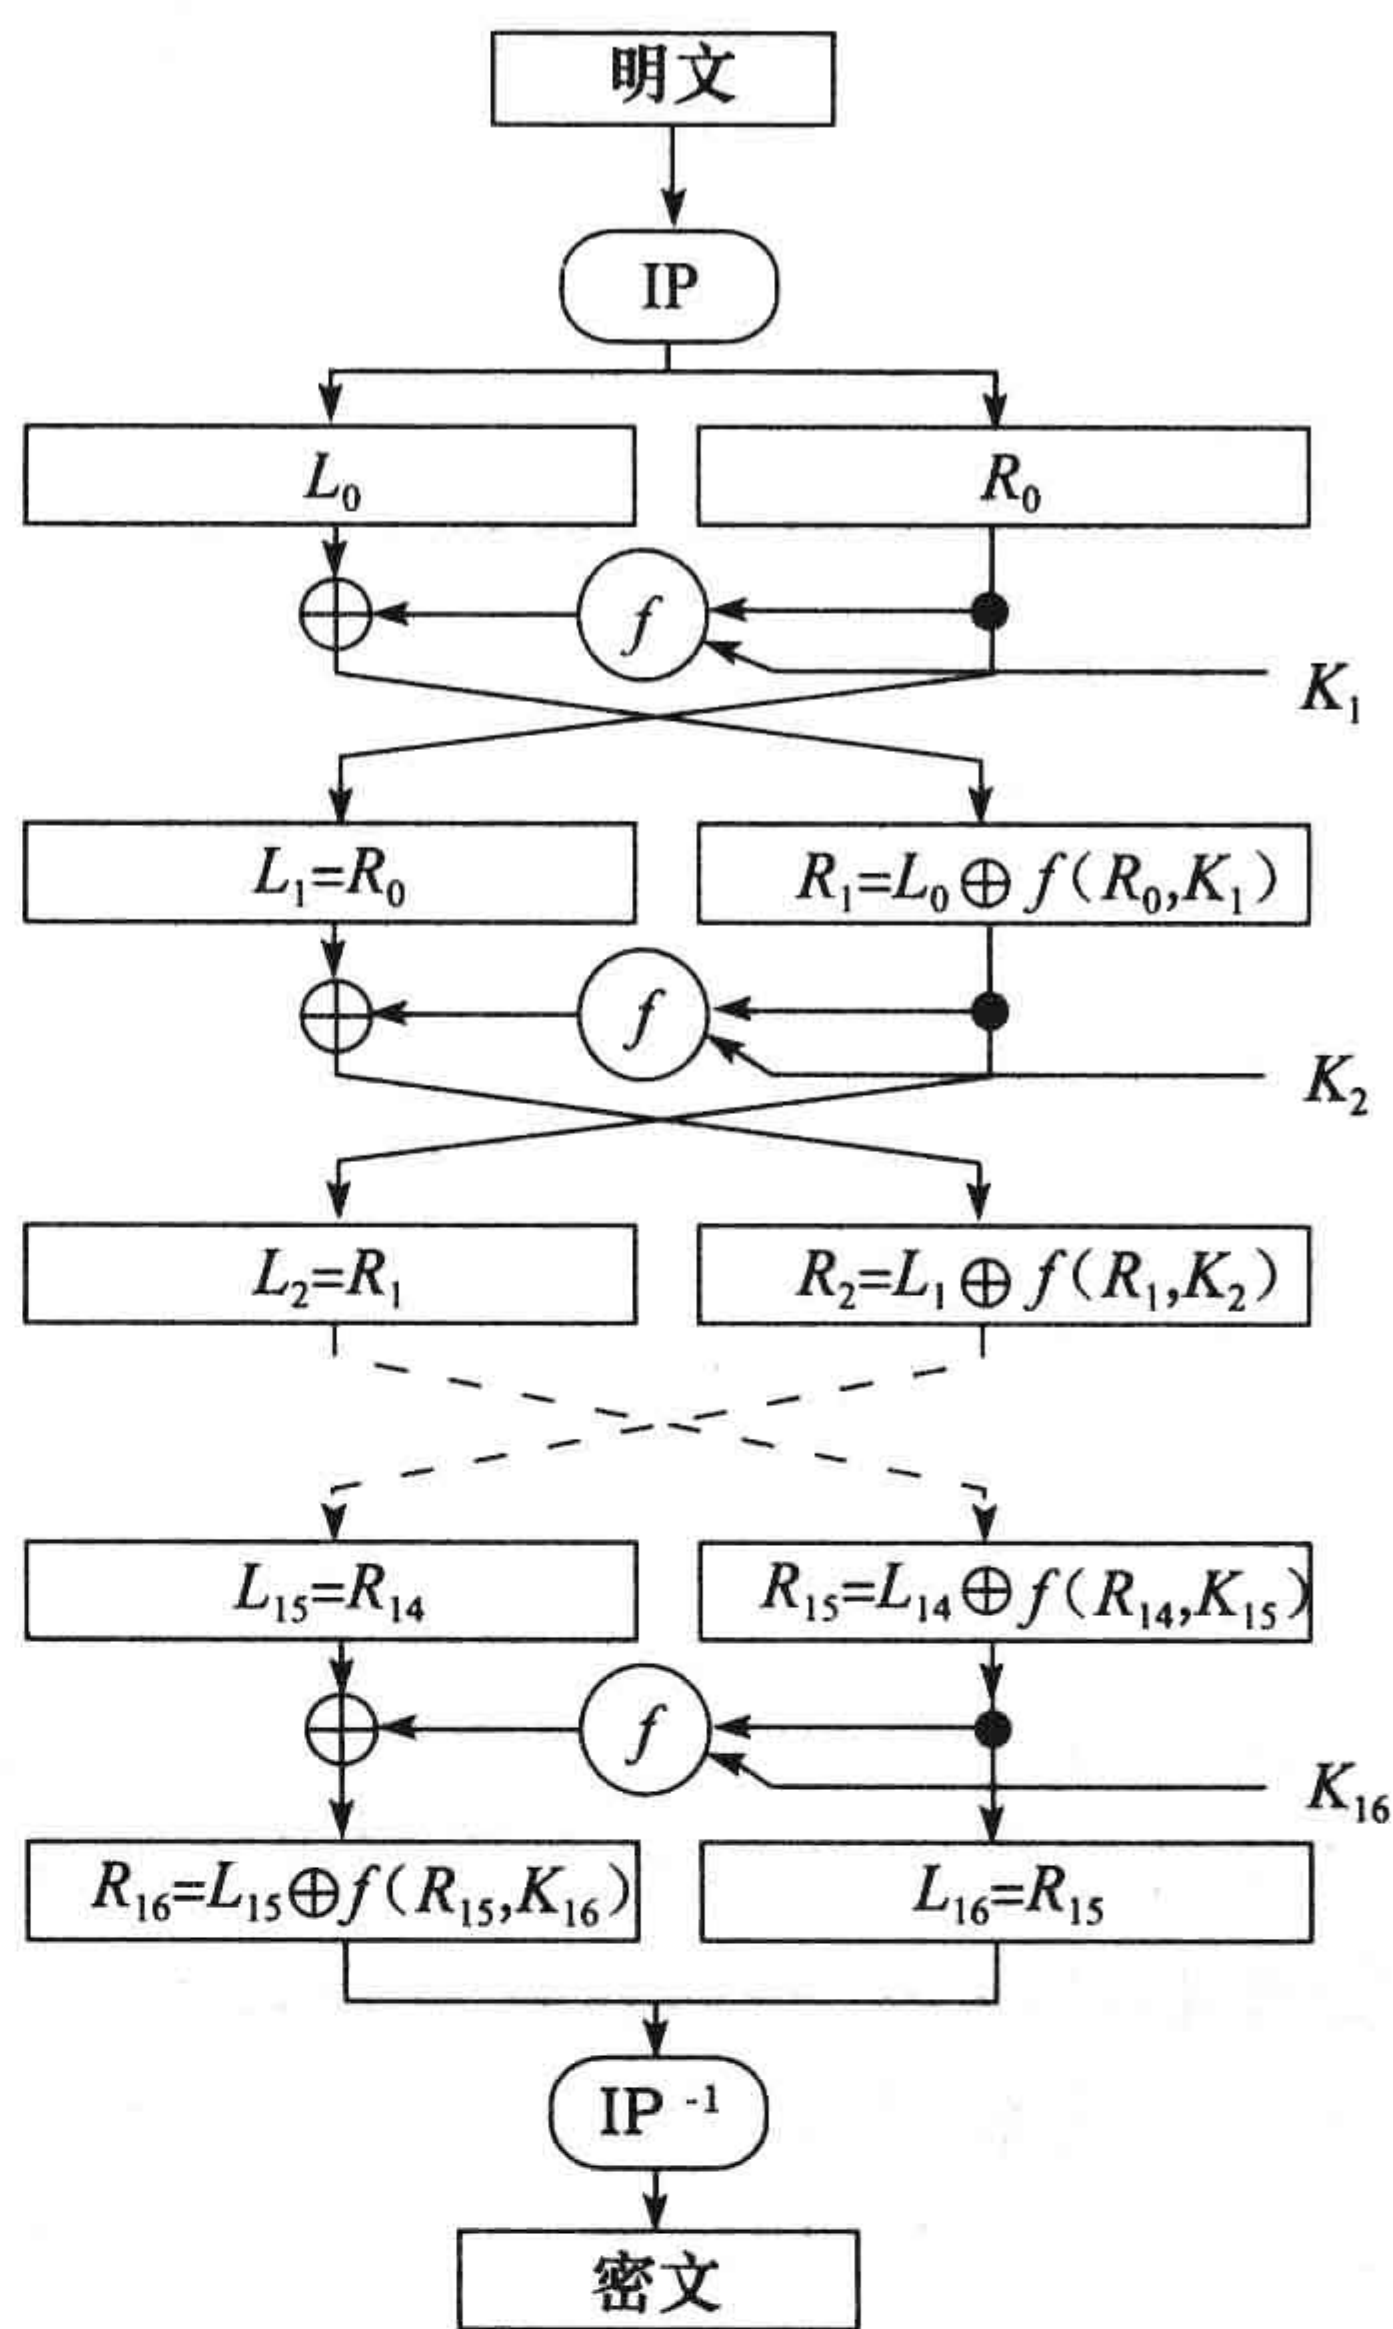 明文
IP
L₀
R₀
f
K₁
L₁=R₀
R₁=L₀⊕f(R₀,K₁)
f
K₂
L₂=R₁
R₂=L₁⊕f(R₁,K₂)
L₁₅=R₁₄
R₁₅=L₁₄⊕f(R₁₄,K₁₅)
f
K₁₆
R₁₆=L₁₅⊕f(R₁₅,K₁₆)
L₁₆=R₁₅
IP⁻¹
密文